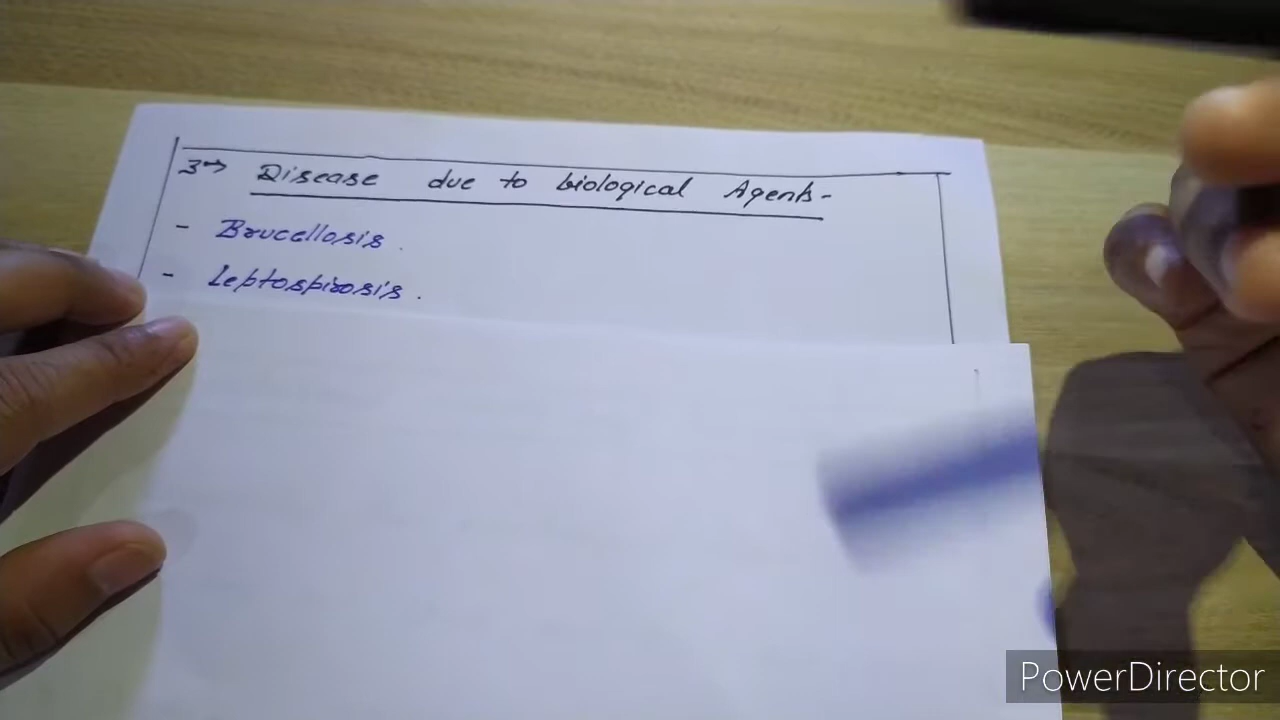 3→ Disease due to biological Agents-
- Brucellosis.
- Leptospirosis.
PowerDirector